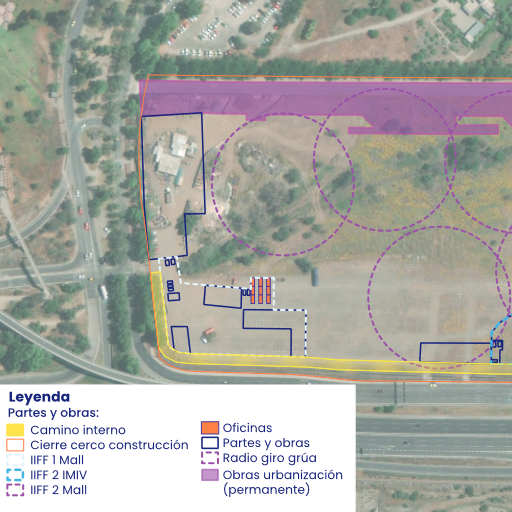 Leyenda
Partes y obras:
Camino interno
Cierre cerco construcción
IIFF 1 Mall
IIFF 2 IMIV
IIFF 2 Mall
Oficinas
Partes y obras
Radio giro grúa
Obras urbanización
(permanente)